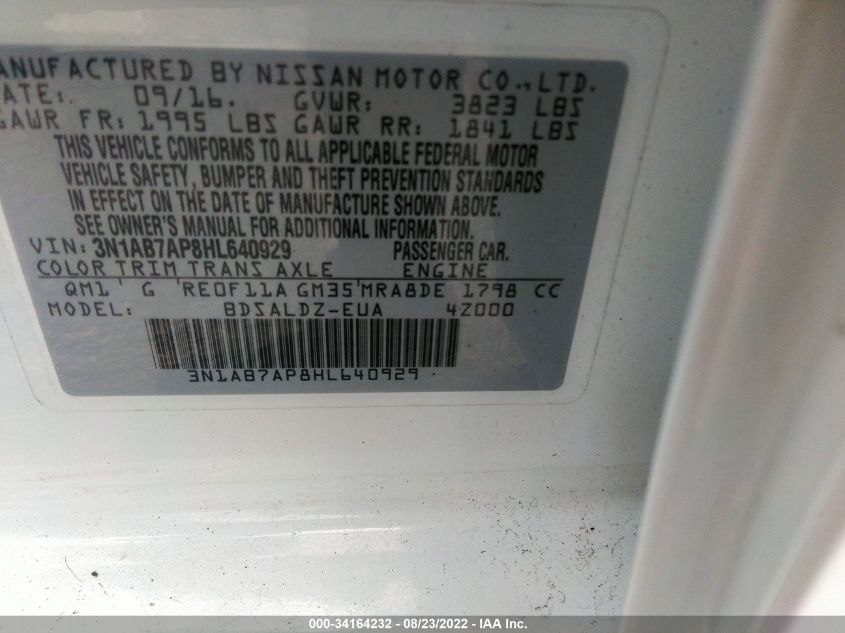 ANUFACTURED BY NISSAN MOTOR CO., LTD.
ATE: 09/16. GVWR: 3823 LBS
GAWR FR: 1995 LBS GAWR RR: 1841 LBS
THIS VEHICLE CONFORMS TO ALL APPLICABLE FEDERAL MOTOR
VEHICLE SAFETY, BUMPER AND THEFT PREVENTION STANDARDS
IN EFFECT ON THE DATE OF MANUFACTURE SHOWN ABOVE.
SEE OWNER'S MANUAL FOR ADDITIONAL INFORMATION.
VIN: 3N1AB7AP8HL640929 PASSENGER CAR.
COLOR TRIM TRANS AXLE ENGINE
QM1 G RE0F11A GM35 MRA8DE 1798 CC
MODEL: BDSALDZ-EUA 4Z000
3N1AB7AP8HL640929
000-34164232 - 08/23/2022 - IAA Inc.